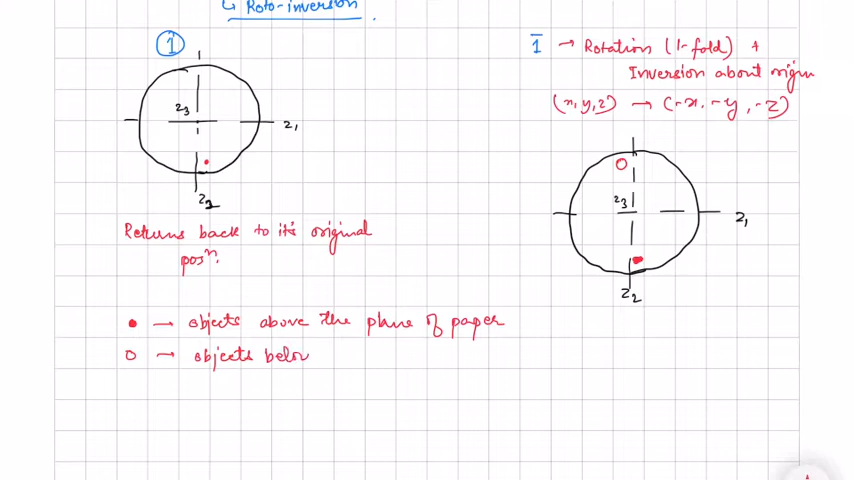 ↳ Roto-inversion
1
Z3
Z1
Z2
Returns back to it's original
posⁿ.
• → objects above the plane of paper
o → objects below
1̄ → Rotation (1-fold) +
Inversion about origin
(x, y, z) → (-x, -y, -z)
Z3
Z1
Z2